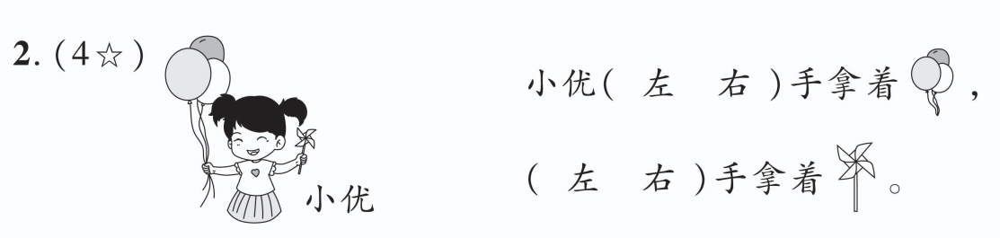 2. (4☆)
小优
小优( 左 右 )手拿着 ,
( 左 右 )手拿着 。